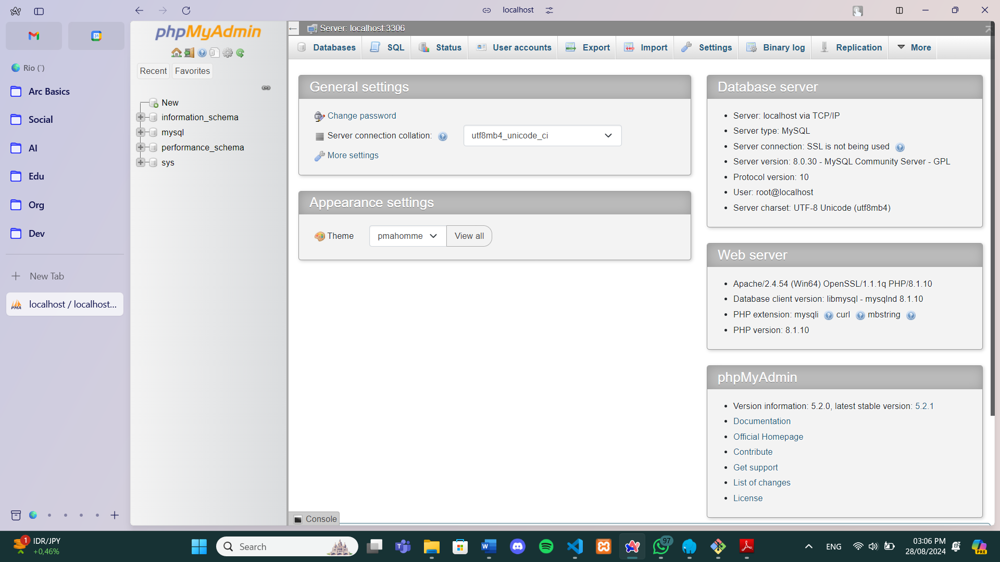 localhost
Rio (`)
Arc Basics
Social
AI
Edu
Org
Dev
New Tab
localhost / localhost...
phpMyAdmin
Recent
Favorites
New
information_schema
mysql
performance_schema
sys
Server: localhost:3306
Databases
SQL
Status
User accounts
Export
Import
Settings
Binary log
Replication
More
General settings
Change password
Server connection collation:
utf8mb4_unicode_ci
More settings
Appearance settings
Theme
pmahomme
View all
Database server
Server: localhost via TCP/IP
Server type: MySQL
Server connection: SSL is not being used
Server version: 8.0.30 - MySQL Community Server - GPL
Protocol version: 10
User: root@localhost
Server charset: UTF-8 Unicode (utf8mb4)
Web server
Apache/2.4.54 (Win64) OpenSSL/1.1.1q PHP/8.1.10
Database client version: libmysql - mysqlnd 8.1.10
PHP extension: mysqli curl mbstring
PHP version: 8.1.10
phpMyAdmin
Version information: 5.2.0, latest stable version: 5.2.1
Documentation
Official Homepage
Contribute
Get support
List of changes
License
Console
1
IDR/JPY
+0,46%
Search
97
ENG
03:06 PM
28/08/2024
PRE
31
PMA